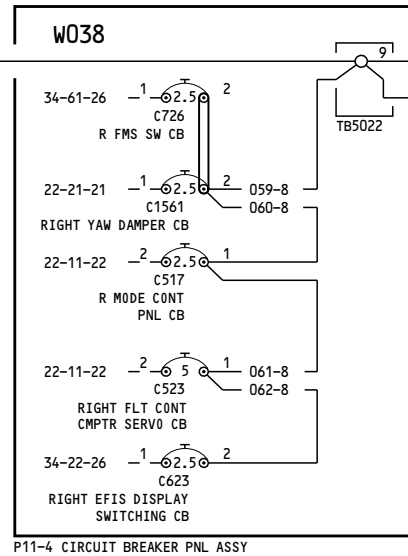 W038
9
TB5022
34-61-26 1 2.5 2
C726
R FMS SW CB
22-21-21 1 2.5 2 059-8
060-8
C1561
RIGHT YAW DAMPER CB
22-11-22 2 2.5 1
C517
R MODE CONT
PNL CB
22-11-22 2 5 1 061-8
062-8
C523
RIGHT FLT CONT
CMPTR SERVO CB
34-22-26 1 2.5 2
C623
RIGHT EFIS DISPLAY
SWITCHING CB
P11-4 CIRCUIT BREAKER PNL ASSY